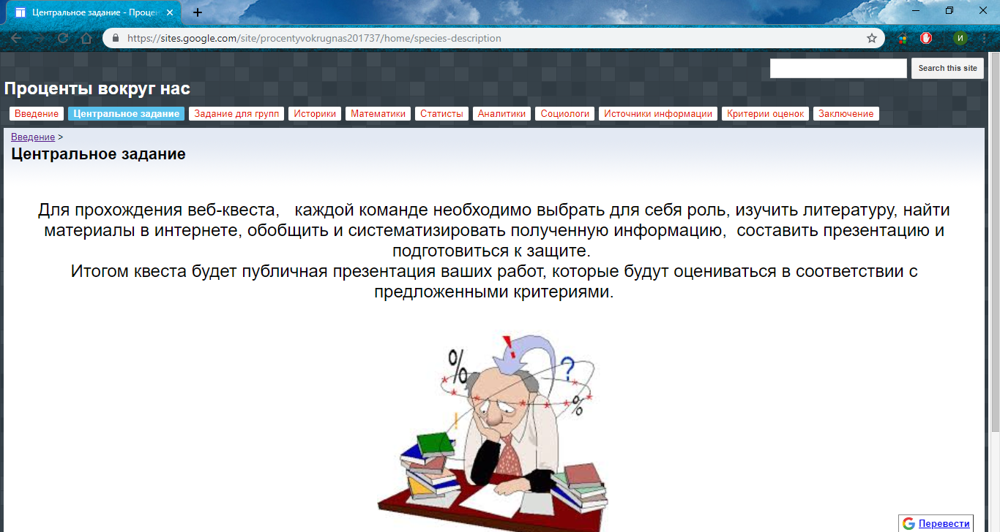 Центральное задание - Процен
https://sites.google.com/site/procentyvokrugnas201737/home/species-description
И
Search this site
Проценты вокруг нас
Введение Центральное задание Задание для групп Историки Математики Статисты Аналитики Социологи Источники информации Критерии оценок Заключение
Введение >
Центральное задание
Для прохождения веб-квеста, каждой команде необходимо выбрать для себя роль, изучить литературу, найти
материалы в интернете, обобщить и систематизировать полученную информацию, составить презентацию и
подготовиться к защите.
Итогом квеста будет публичная презентация ваших работ, которые будут оцениваться в соответствии с
предложенными критериями.
!
%
?
%
!
Перевести